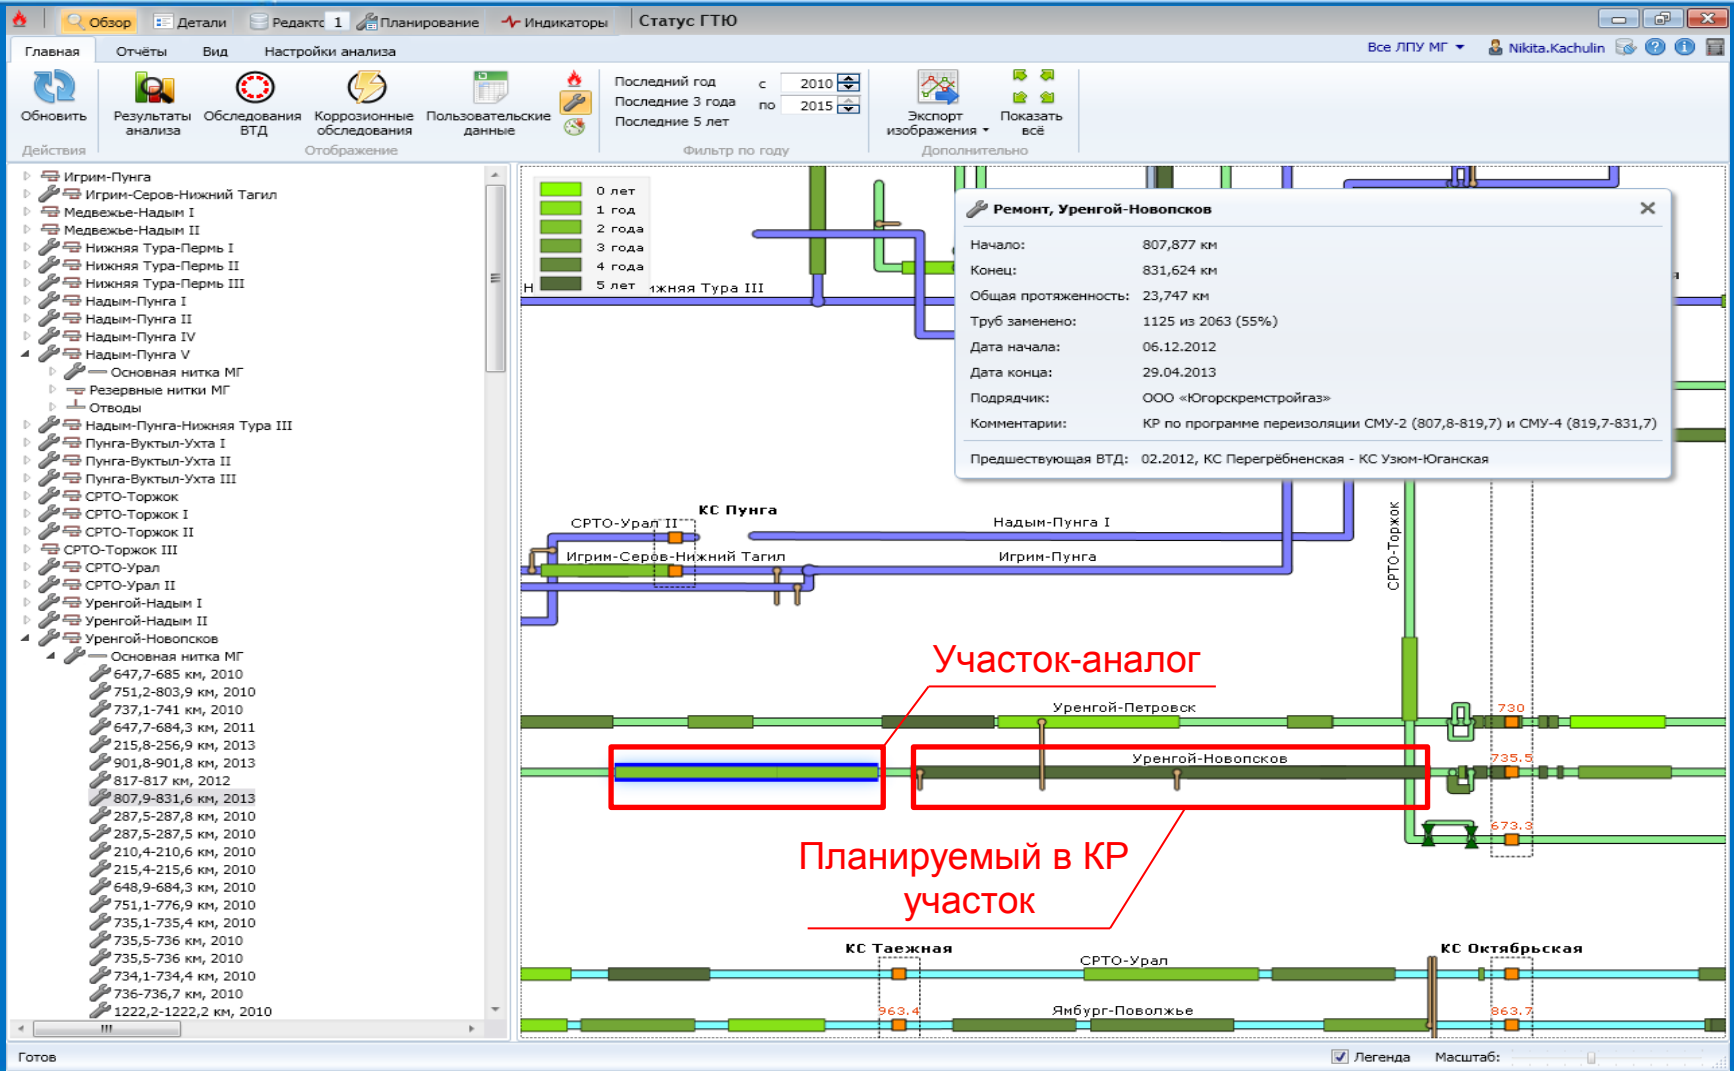 Обзор Детали Редакто 1 Планирование Индикаторы Статус ГТЮ
Главная Отчёты Вид Настройки анализа Все ЛПУ МГ Nikita.Kachulin
Обновить
Результаты анализа
Обследования ВТД
Коррозионные обследования
Пользовательские данные
Последний год с 2010
Последние 3 года по 2015
Последние 5 лет
Экспорт изображения
Показать всё
Действия Отображение Фильтр по году Дополнительно
Игрим-Пунга
Игрим-Серов-Нижний Тагил
Медвежье-Надым I
Медвежье-Надым II
Нижняя Тура-Пермь I
Нижняя Тура-Пермь II
Нижняя Тура-Пермь III
Надым-Пунга I
Надым-Пунга II
Надым-Пунга IV
Надым-Пунга V
Основная нитка МГ
Резервные нитки МГ
Отводы
Надым-Пунга-Нижняя Тура III
Пунга-Вуктыл-Ухта I
Пунга-Вуктыл-Ухта II
Пунга-Вуктыл-Ухта III
СРТО-Торжок
СРТО-Торжок I
СРТО-Торжок II
СРТО-Торжок III
СРТО-Урал
СРТО-Урал II
Уренгой-Надым I
Уренгой-Надым II
Уренгой-Новопсков
Основная нитка МГ
647,7-685 км, 2010
751,2-803,9 км, 2010
737,1-741 км, 2010
647,7-684,3 км, 2011
215,8-256,9 км, 2013
901,8-901,8 км, 2013
817-817 км, 2012
807,9-831,6 км, 2013
287,5-287,8 км, 2010
287,5-287,5 км, 2010
210,4-210,6 км, 2010
215,4-215,6 км, 2010
648,9-684,3 км, 2010
751,1-776,9 км, 2010
735,1-735,4 км, 2010
735,5-736 км, 2010
735,5-736 км, 2010
734,1-734,4 км, 2010
736-736,7 км, 2010
1222,2-1222,2 км, 2010
0 лет
1 год
2 года
3 года
4 года
5 лет
Н ижняя Тура III
Ремонт, Уренгой-Новопсков
Начало: 807,877 км
Конец: 831,624 км
Общая протяженность: 23,747 км
Труб заменено: 1125 из 2063 (55%)
Дата начала: 06.12.2012
Дата конца: 29.04.2013
Подрядчик: ООО «Югорскремстройгаз»
Комментарии: КР по программе переизоляции СМУ-2 (807,8-819,7) и СМУ-4 (819,7-831,7)
Предшествующая ВТД: 02.2012, КС Перегрёбненская - КС Узюм-Юганская
КС Пунга
СРТО-Урал II
Надым-Пунга I
Игрим-Серов-Нижний Тагил
Игрим-Пунга
СРТО-Торжок
Участок-аналог
Уренгой-Петровск
730
Уренгой-Новопсков
735.5
673.3
Планируемый в КР
участок
КС Таежная
КС Октябрьская
СРТО-Урал
963.4
Ямбург-Поволжье
863.7
Готов
Легенда Масштаб: